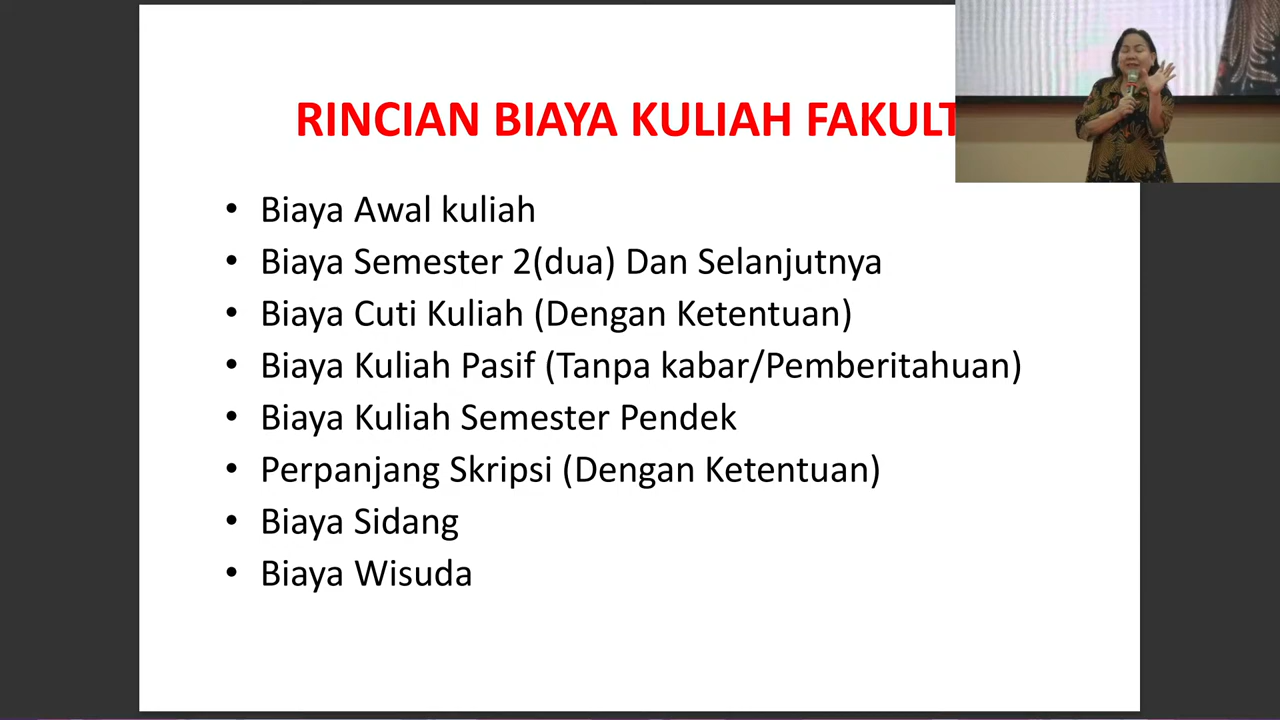 RINCIAN BIAYA KULIAH
• Biaya Awal kuliah
• Biaya Semester 2(dua) Dan Selanjutnya
• Biaya Cuti Kuliah (Dengan Ketentuan)
• Biaya Kuliah Pasif (Tanpa kabar/Pemberitahuan)
• Biaya Kuliah Semester Pendek
• Perpanjang Skripsi (Dengan Ketentuan)
• Biaya Sidang
• Biaya Wisuda